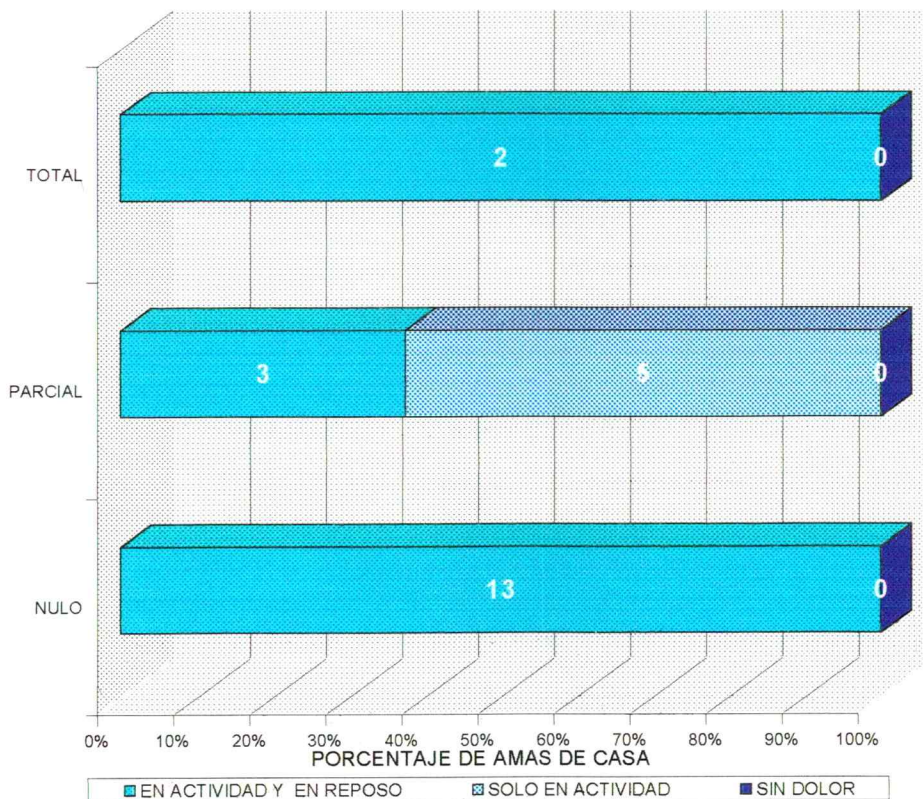 TOTAL
2 0
PARCIAL
3 5 0
NULO
13 0
0% 10% 20% 30% 40% 50% 60% 70% 80% 90% 100%
PORCENTAJE DE AMAS DE CASA
EN ACTIVIDAD Y EN REPOSO SOLO EN ACTIVIDAD SIN DOLOR